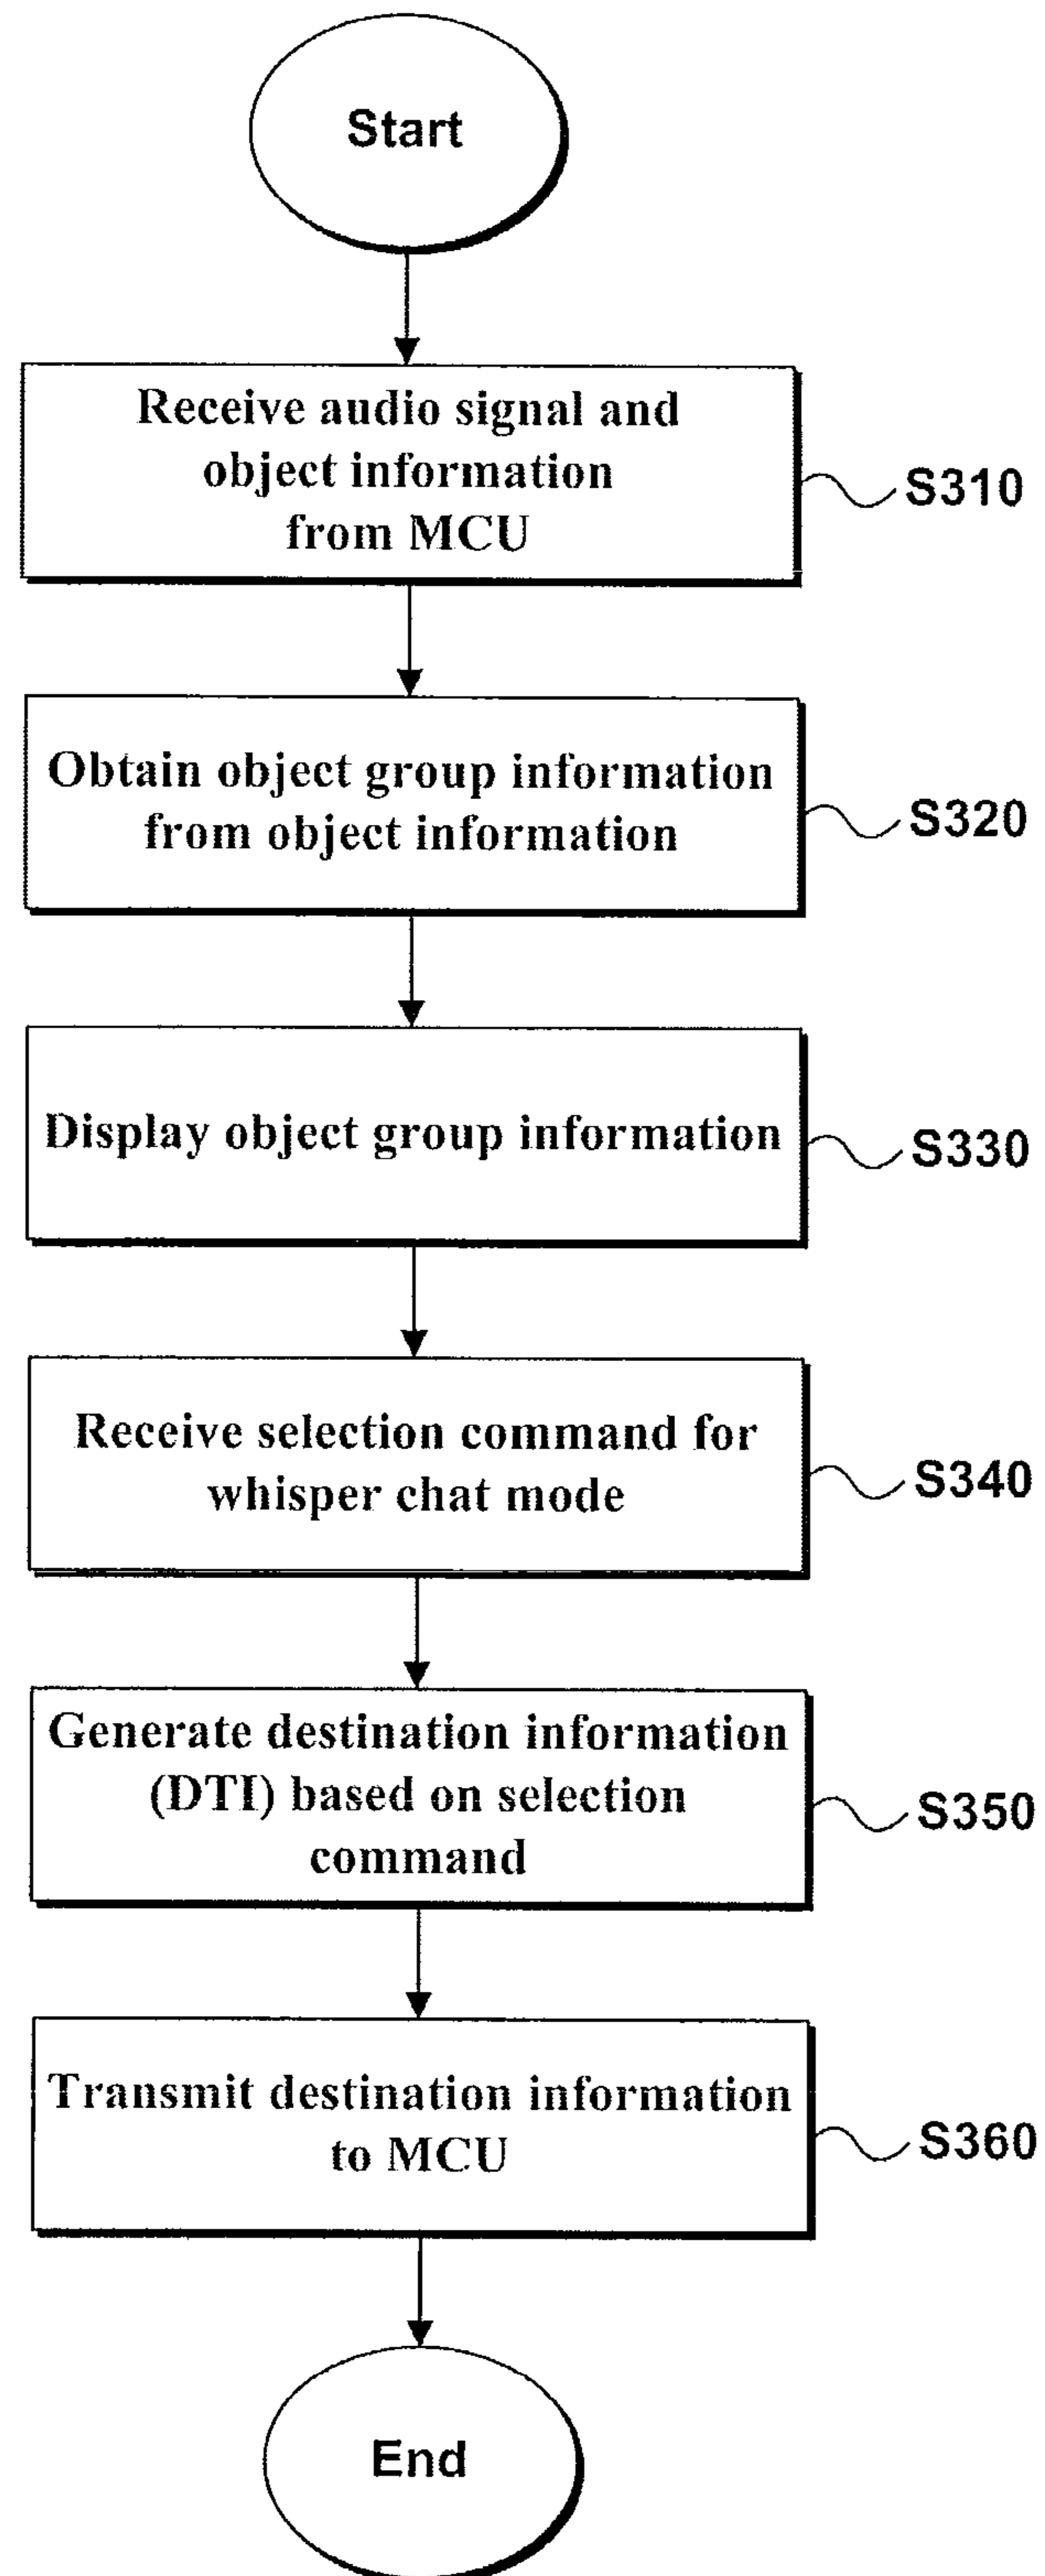 Start
Receive audio signal and
object information
from MCU
S310
Obtain object group information
from object information
S320
Display object group information
S330
Receive selection command for
whisper chat mode
S340
Generate destination information
(DTI) based on selection
command
S350
Transmit destination information
to MCU
S360
End